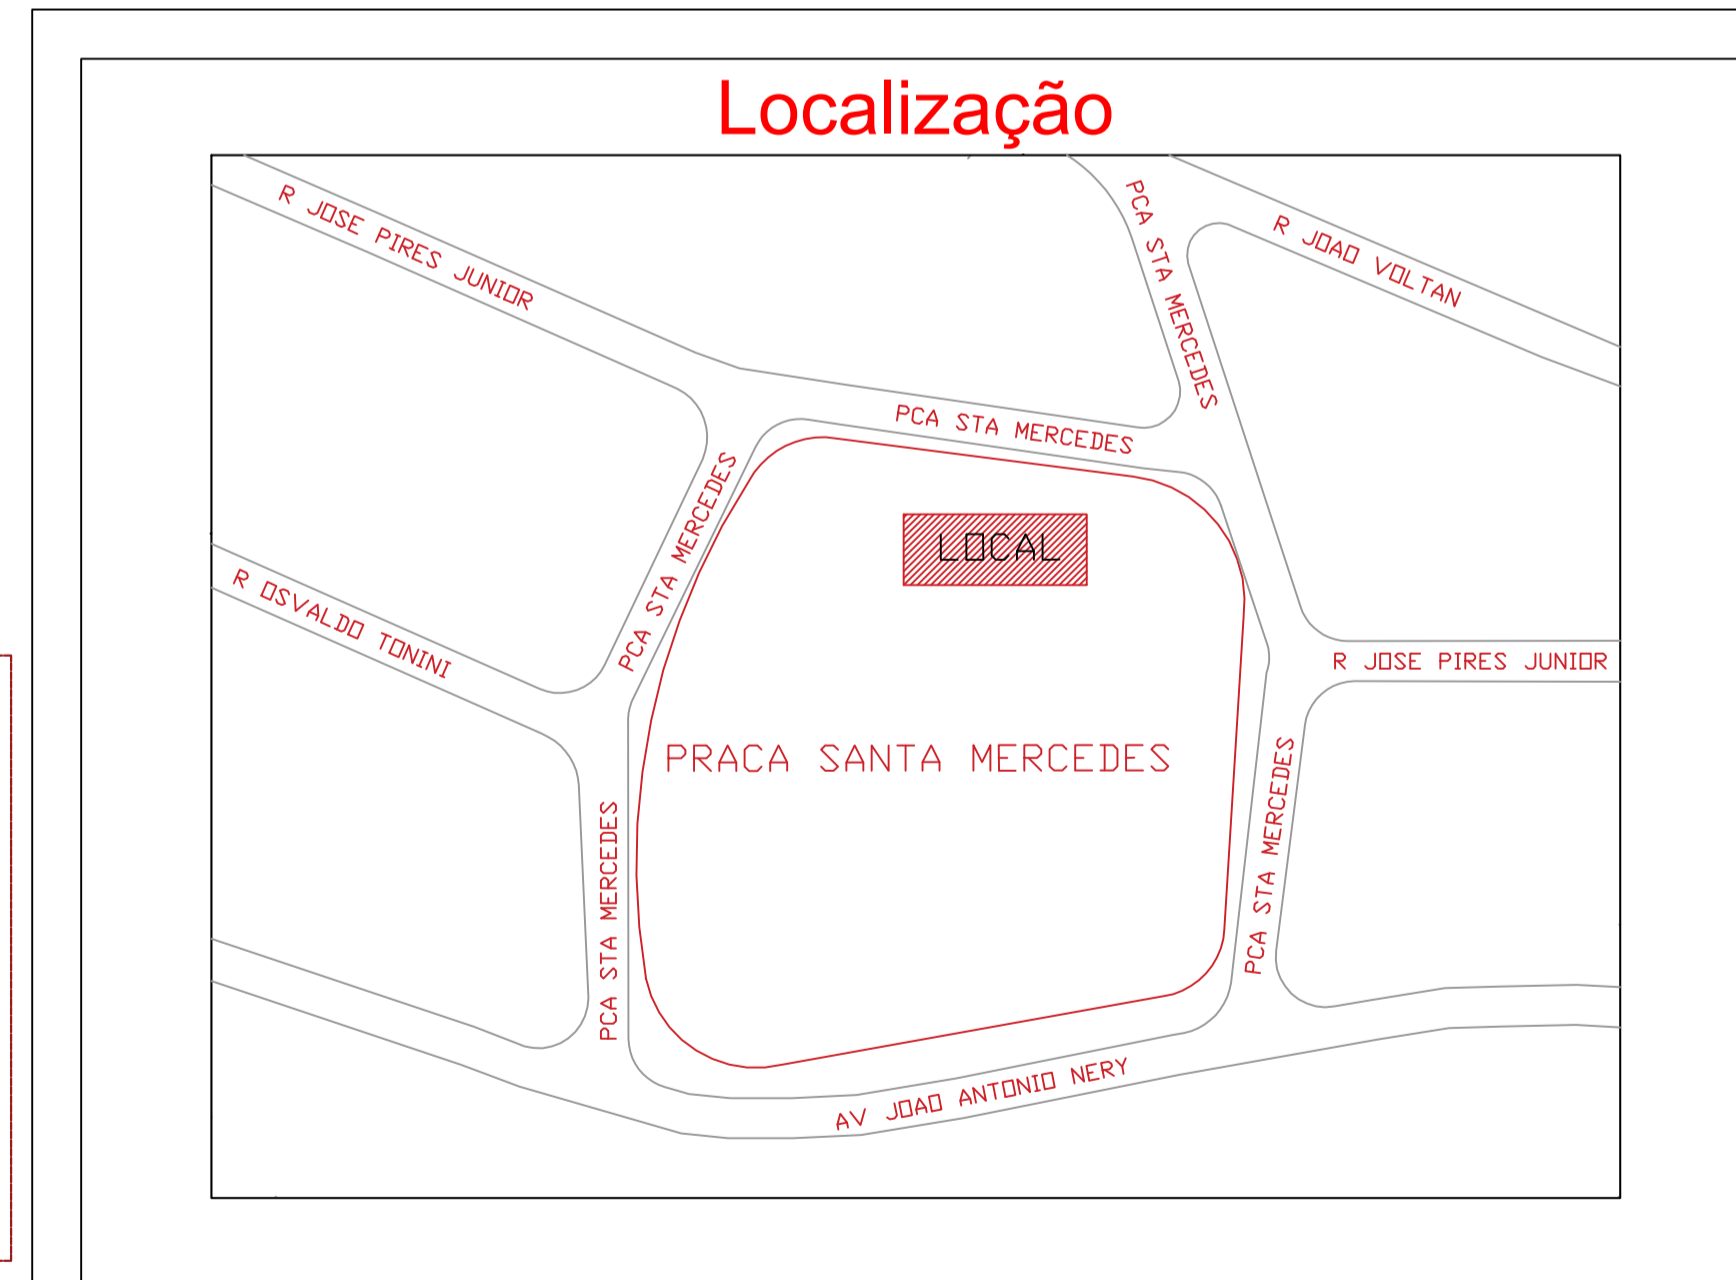 Localização
R JOSE PIRES JUNIOR
PCA STA MERCEDES
R JOAO VOLTAN
PCA STA MERCEDES
PCA STA MERCEDES
LOCAL
R OSVALDO TONINI
R JOSE PIRES JUNIOR
PRACA SANTA MERCEDES
PCA STA MERCEDES
PCA STA MERCEDES
AV JOAO ANTONIO NERY